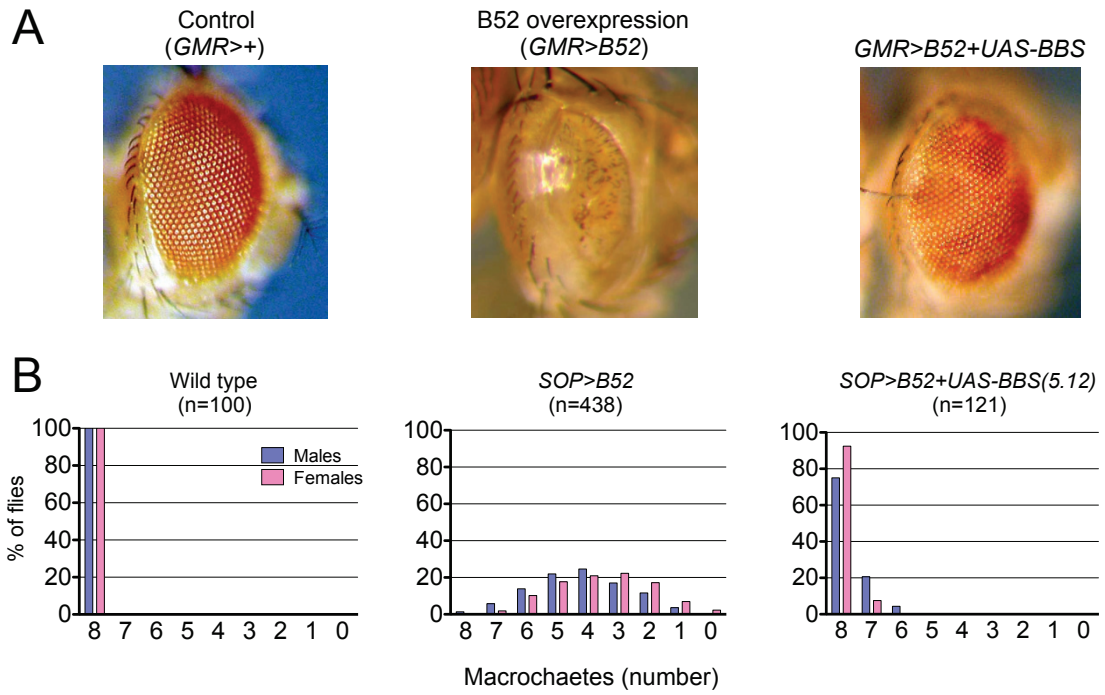 A
Control
(GMR>+)
B52 overexpression
(GMR>B52)
GMR>B52+UAS-BBS
B
Wild type
(n=100)
SOP>B52
(n=438)
SOP>B52+UAS-BBS(5.12)
(n=121)
% of flies
100
80
60
40
20
0
Males
Females
8 7 6 5 4 3 2 1 0
100
80
60
40
20
0
8 7 6 5 4 3 2 1 0
100
80
60
40
20
0
8 7 6 5 4 3 2 1 0
Macrochaetes (number)